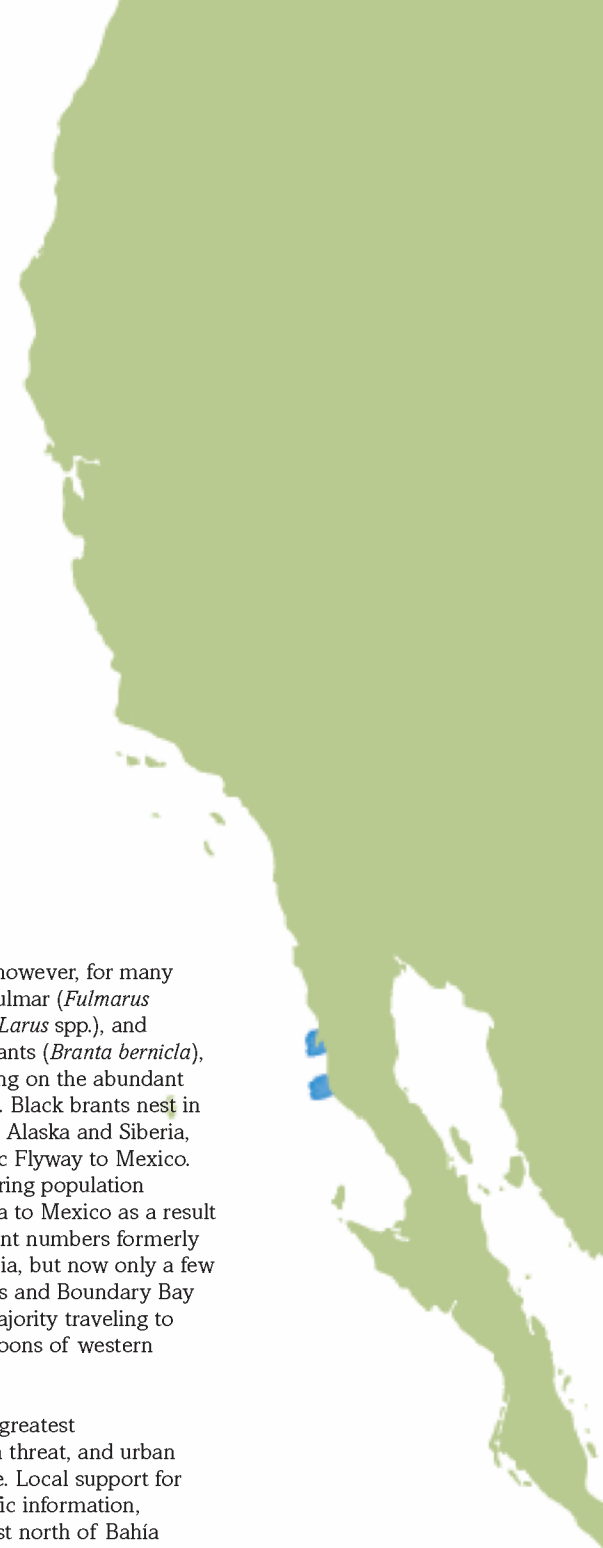 however, for many
ulmar (Fulmarus
Larus spp.), and
ants (Branta bernicla),
ng on the abundant
. Black brants nest in
Alaska and Siberia,
c Flyway to Mexico.
ring population
a to Mexico as a result
nt numbers formerly
ia, but now only a few
s and Boundary Bay
ajority traveling to
oons of western
greatest
n threat, and urban
e. Local support for
fic information,
st north of Bahía